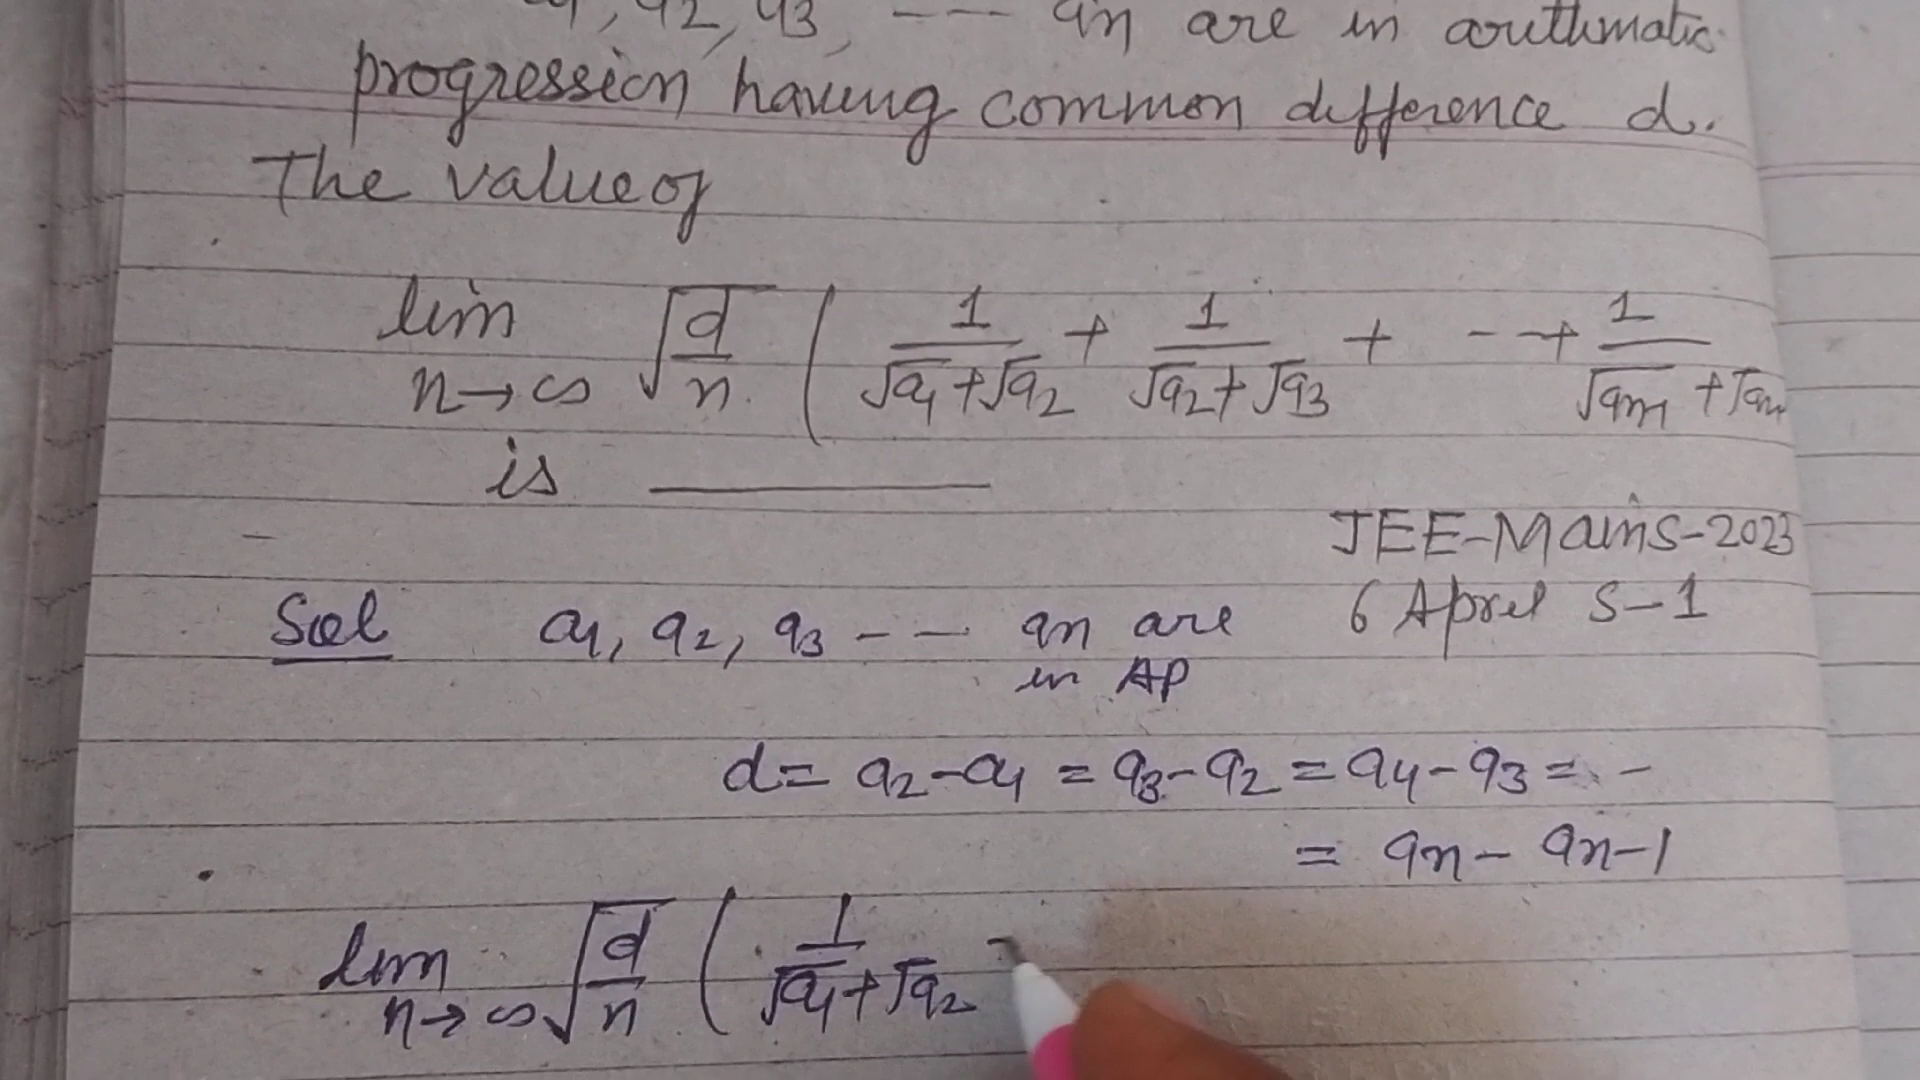 a1, a2, a3, --- an are in arithmatic
progression having common difference d.
The value of
lim n→∞ √(d/n) ( 1/(√a1+√a2) + 1/(√a2+√a3) + --+ 1/(√an-1 +√an
is ______
JEE-Mains-2023
6 April S-1
Sol a1, a2, a3 --- an are
in AP
d = a2-a1 = a3-a2 = a4-a3 = --
= an - an-1
lim n→∞ √(d/n) ( 1/(√a1+√a2